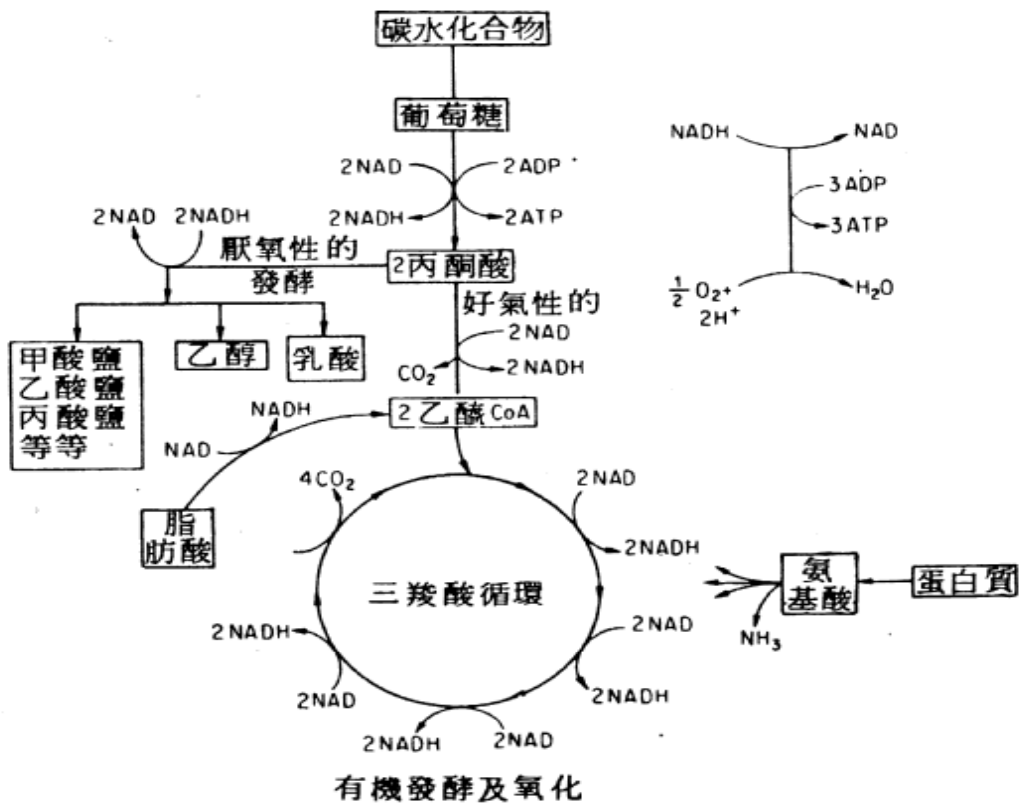 碳水化合物
葡萄糖
2NAD
2ADP
2NADH
2ATP
NADH
NAD
3ADP
3ATP
½ O₂+
2H⁺
H₂O
2NAD
2NADH
厭氧性的
發酵
2丙酮酸
好氣性的
2NAD
2NADH
CO₂
甲酸鹽
乙酸鹽
丙酸鹽
等等
乙醇
乳酸
2乙醯CoA
NADH
NAD
脂
肪酸
4CO₂
2NAD
2NADH
三羧酸循環
2NAD
2NADH
2NADH
2NAD
2NADH
2NAD
氨
基酸
NH₃
蛋白質
有機發酵及氧化